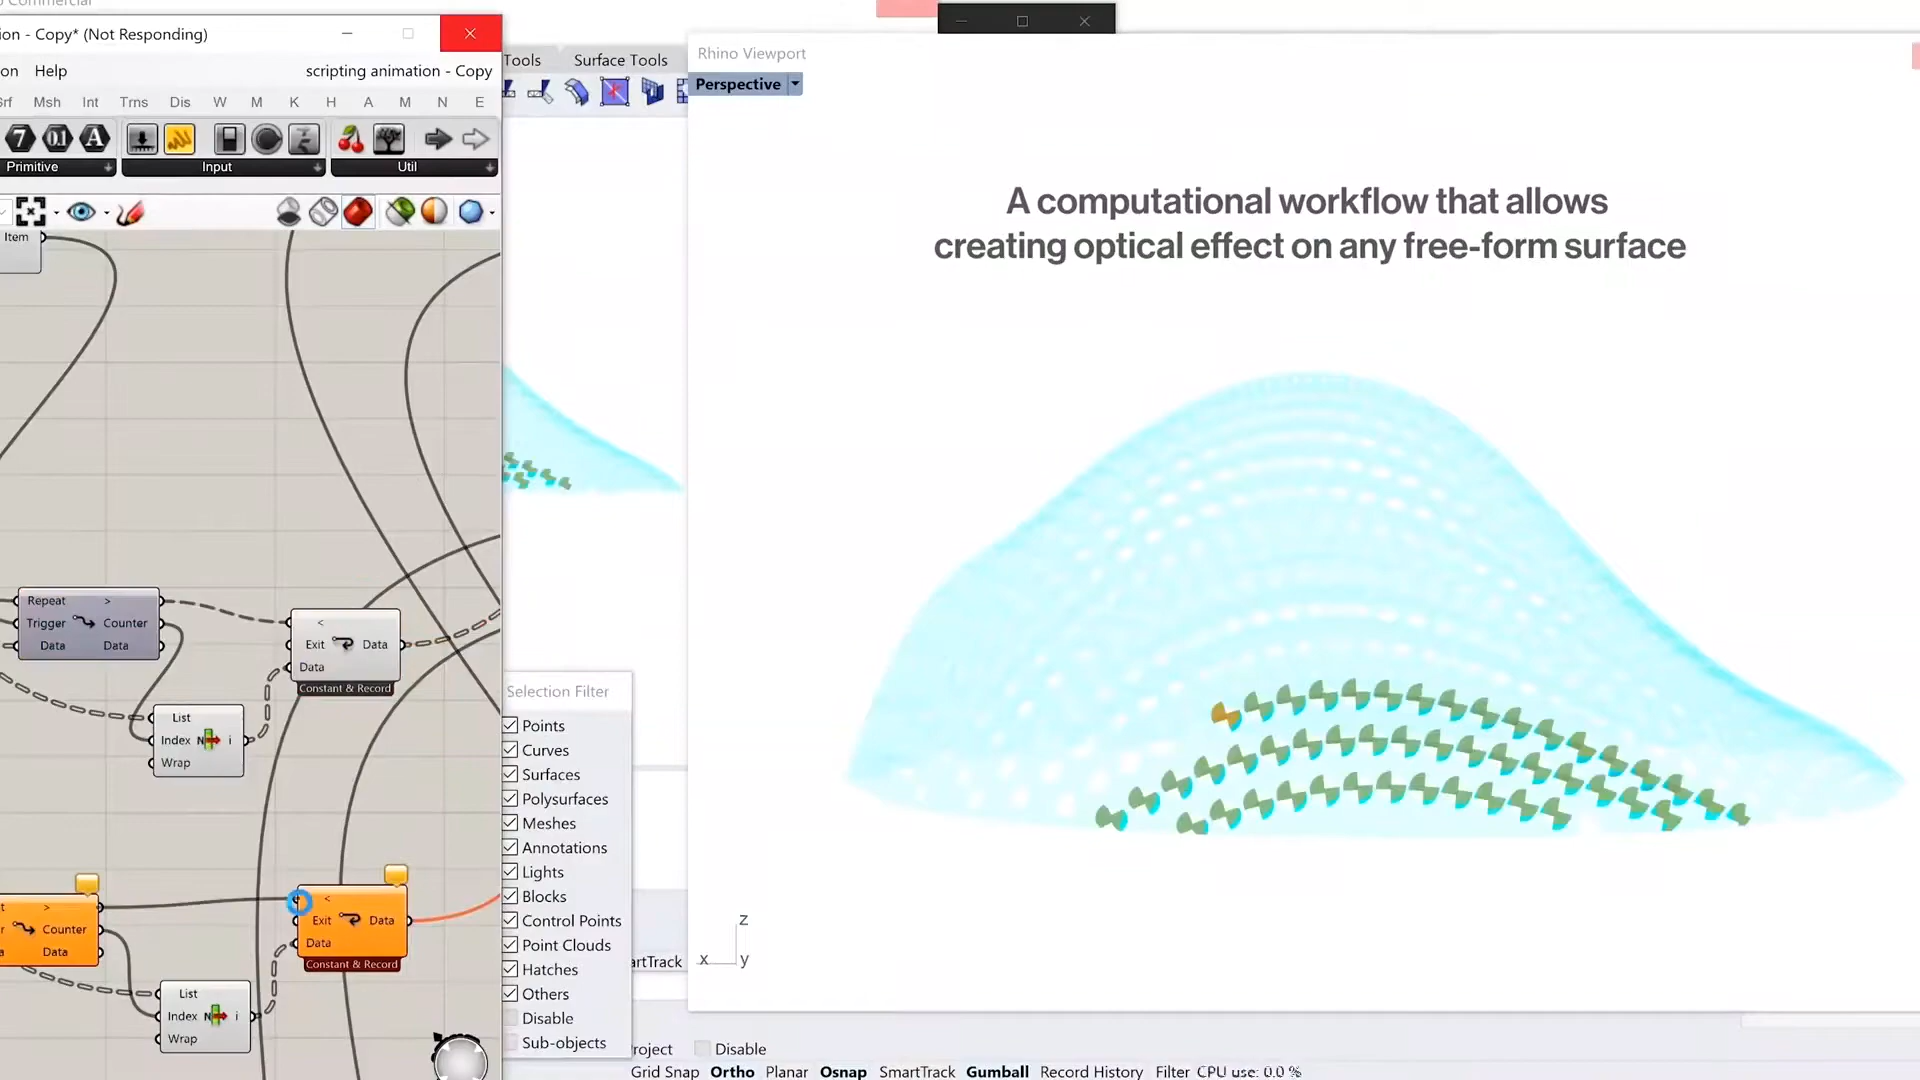 Commercial
ion - Copy* (Not Responding)
on Help scripting animation - Copy
Srf Msh Int Trns Dis W M K H A M N E
7 0.1 A
Primitive Input Util
Item
Repeat >
Trigger Counter
Data Data
<
Exit Data
Data
Constant & Record
List
Index N i
Wrap
t >
r Counter
a Data
<
Exit Data
Data
Constant & Record
List
Index N i
Wrap
Tools Surface Tools
Selection Filter
Points
Curves
Surfaces
Polysurfaces
Meshes
Annotations
Lights
Blocks
Control Points
Point Clouds
Hatches
Others
Disable
Sub-objects
artTrack
Rhino Viewport
Perspective
A computational workflow that allows
creating optical effect on any free-form surface
z
x y
roject Disable
Grid Snap Ortho Planar Osnap SmartTrack Gumball Record History Filter CPU use: 0.0 %